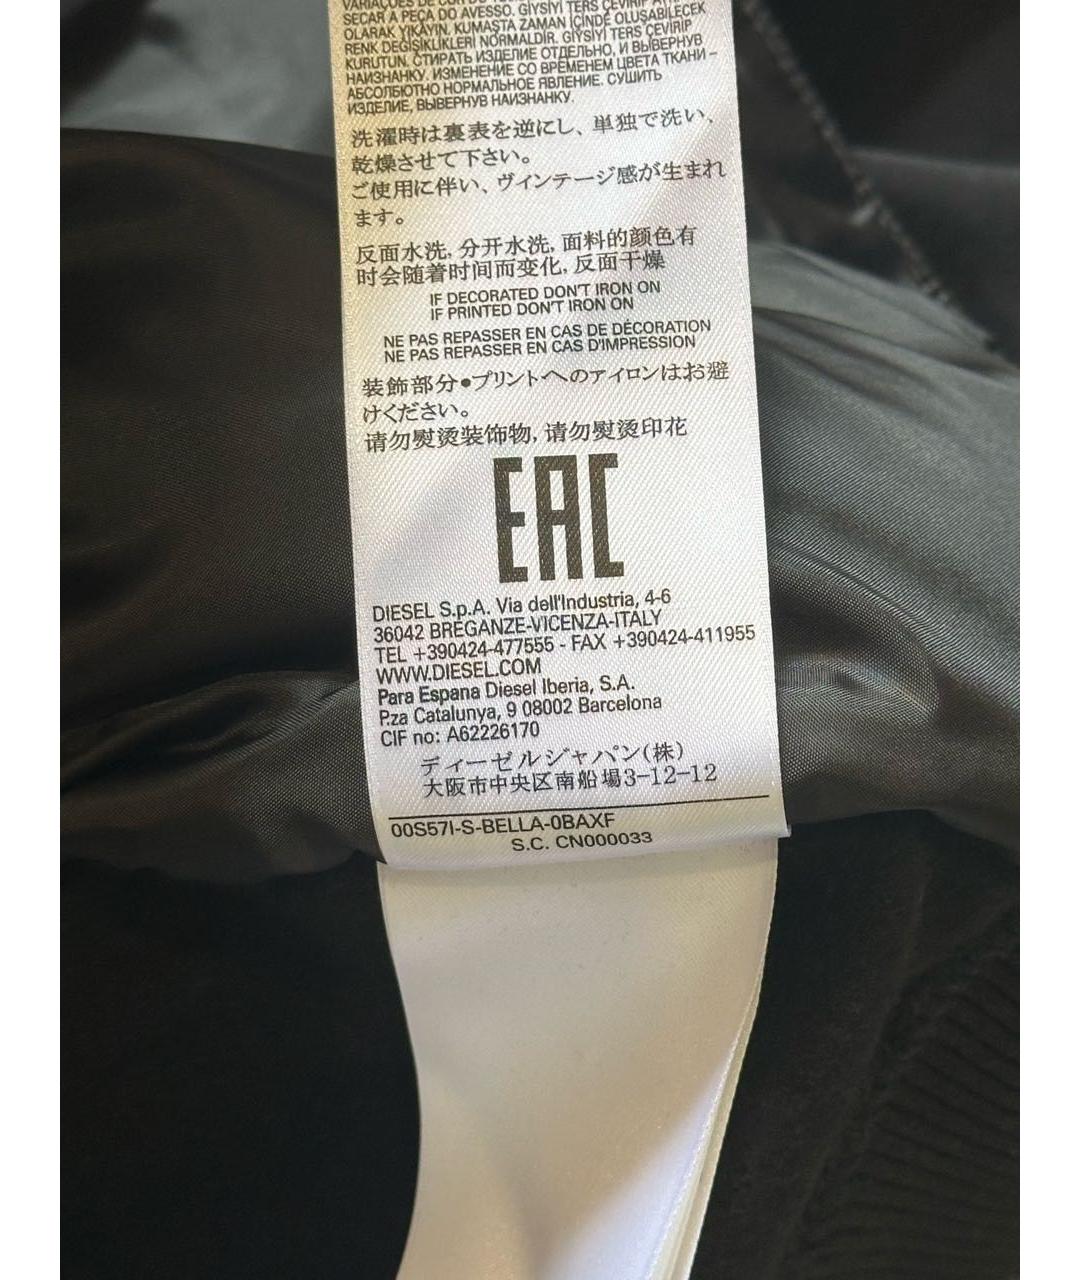 VARIAÇÕES DE COR DO
SECAR A PEÇA DO AVESSO. GİYSİYİ TERS ÇEVİRİP
OLARAK YIKAYIN. KUMAŞTA ZAMAN İÇİNDE OLUŞABİLECEK
RENK DEĞİŞİKLİKLERİ NORMALDİR. GİYSİYİ TERS ÇEVİRİP
KURUTUN. СТИРАТЬ ИЗДЕЛИЕ ОТДЕЛЬНО, И ВЫВЕРНУВ
НАИЗНАНКУ. ИЗМЕНЕНИЕ СО ВРЕМЕНЕМ ЦВЕТА ТКАНИ –
АБСОЛЮТНО НОРМАЛЬНОЕ ЯВЛЕНИЕ. СУШИТЬ
ИЗДЕЛИЕ, ВЫВЕРНУВ НАИЗНАНКУ.
洗濯時は裏表を逆にし、単独で洗い、
乾燥させて下さい。
ご使用に伴い、ヴィンテージ感が生まれ
ます。
反面水洗, 分开水洗, 面料的颜色有
时会随着时间而变化, 反面干燥
IF DECORATED DON'T IRON ON
IF PRINTED DON'T IRON ON
NE PAS REPASSER EN CAS DE DÉCORATION
NE PAS REPASSER EN CAS D'IMPRESSION
装飾部分●プリントへのアイロンはお避
けください。
请勿熨烫装饰物, 请勿熨烫印花
EAC
DIESEL S.p.A. Via dell'Industria, 4-6
36042 BREGANZE-VICENZA-ITALY
TEL +390424-477555 - FAX +390424-411955
WWW.DIESEL.COM
Para Espana Diesel Iberia, S.A.
P.za Catalunya, 9 08002 Barcelona
CIF no: A62226170
ディーゼルジャパン(株)
大阪市中央区南船場3-12-12
00S57I-S-BELLA-0BAXF
S.C. CN000033